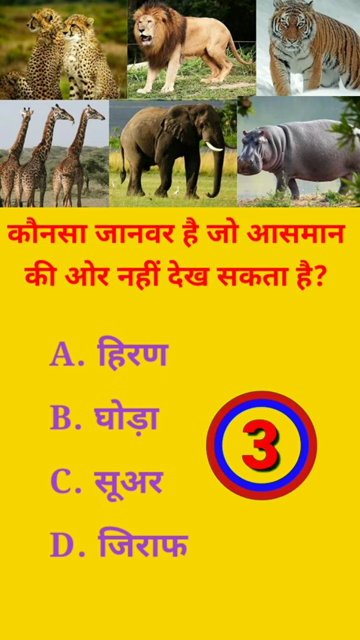 कौनसा जानवर है जो आसमान
की ओर नहीं देख सकता है?
A. हिरण
B. घोड़ा
C. सूअर
D. जिराफ
3